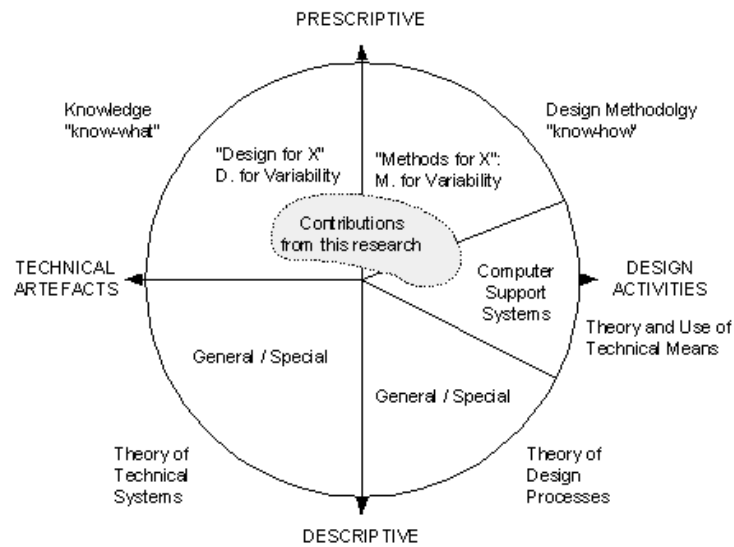 PRESCRIPTIVE
Knowledge
"know-what"
Design Methodolgy
"know-how"
"Design for X"
D. for Variability
"Methods for X":
M. for Variability
Contributions
from this research
TECHNICAL
ARTEFACTS
Computer
Support
Systems
DESIGN
ACTIVITIES
Theory and Use of
Technical Means
General / Special
General / Special
Theory of
Technical
Systems
Theory of
Design
Processes
DESCRIPTIVE